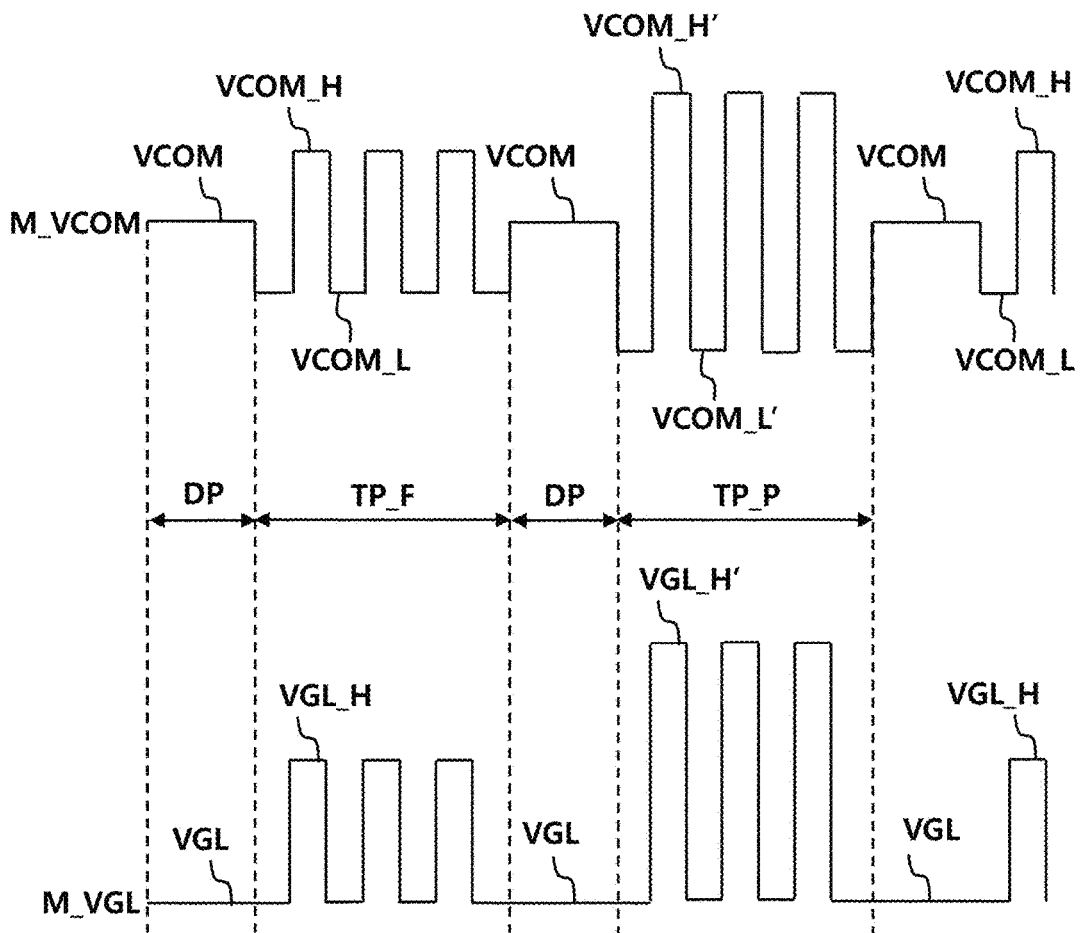 VCOM_H’
VCOM_H
VCOM_H
VCOM
VCOM
VCOM
M_VCOM
VCOM_L
VCOM_L
VCOM_L’
DP
TP_F
DP
TP_P
VGL_H’
VGL_H
VGL_H
VGL
VGL
VGL
M_VGL